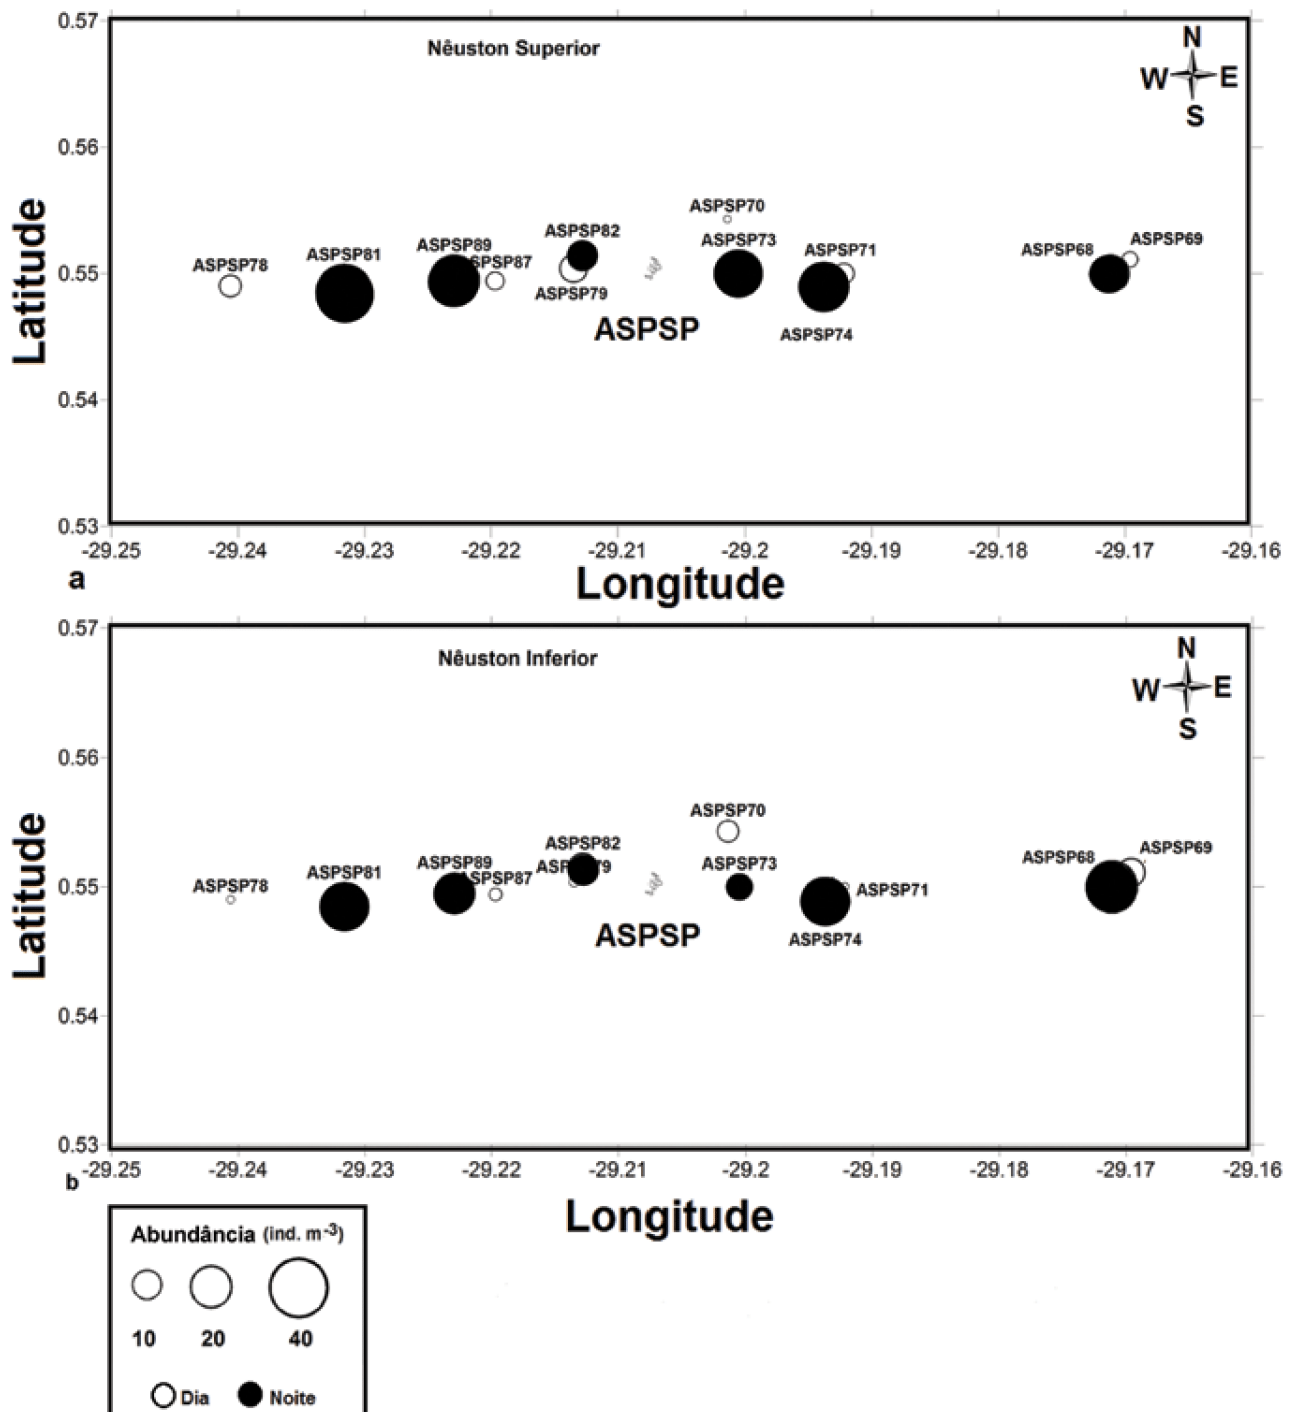 0.57
Nêuston Superior
N
W E
S
0.56
ASPSP70
ASPSP82
ASPSP73
ASPSP69
ASPSP89
ASPSP71
ASPSP68
ASPSP81
SPSP87
ASPSP78
0.55
ASPSP79
ASPSP
ASPSP74
Latitude
0.54
0.53
-29.25 -29.24 -29.23 -29.22 -29.21 -29.2 -29.19 -29.18 -29.17 -29.16
a
Longitude
0.57
Nêuston Inferior
N
W E
S
0.56
ASPSP70
ASPSP82
ASPSP69
ASPSP68
ASPSP89
ASPSP73
ASPSP81
ASPSP87
ASPSP78
0.55
ASPSP71
ASPSP
ASPSP74
Latitude
0.54
0.53
-29.25 -29.24 -29.23 -29.22 -29.21 -29.2 -29.19 -29.18 -29.17 -29.16
b
Longitude
Abundância (ind. m-3)
10 20 40
Dia Noite